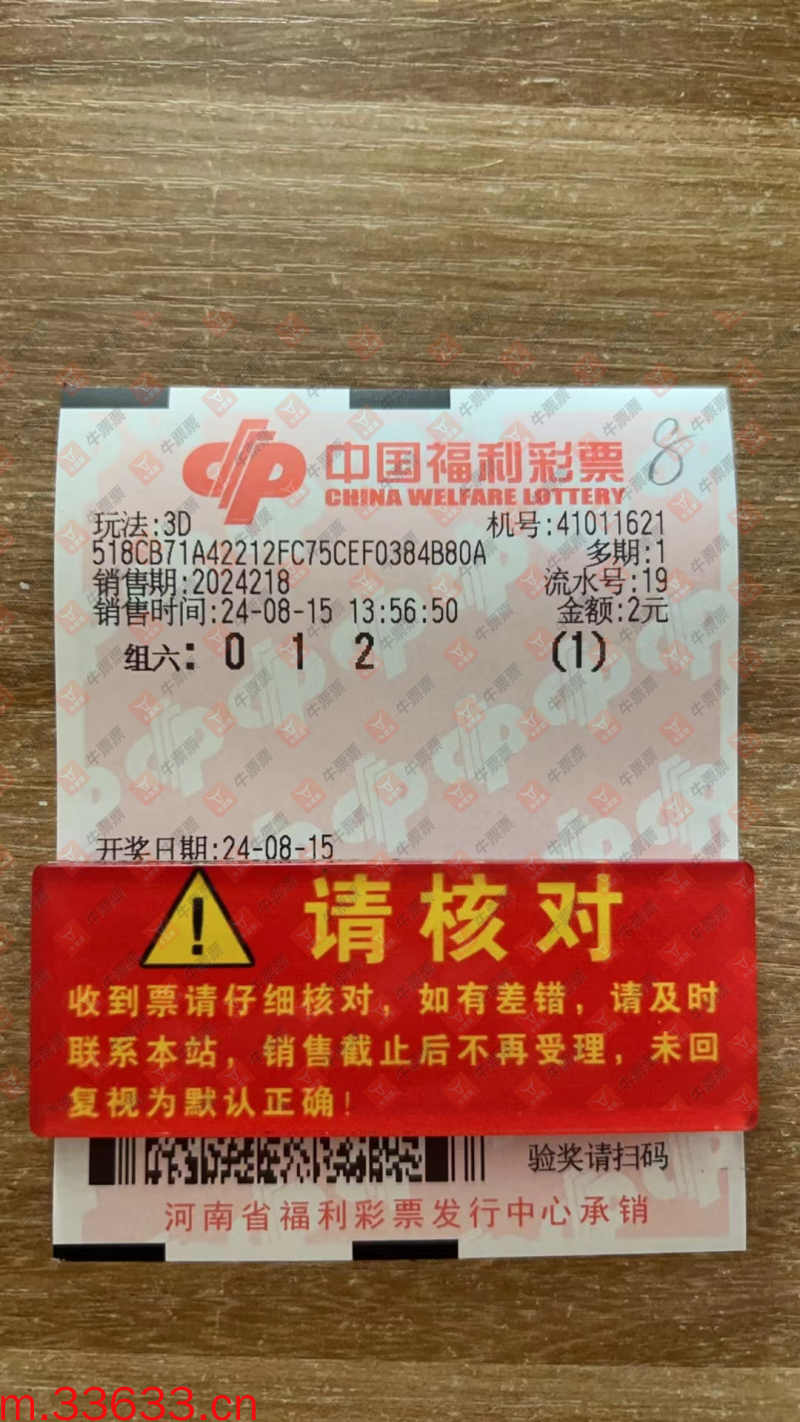 中国福利彩票 8
CHINA WELFARE LOTTERY
玩法:3D 机号:41011621
518CB71A42212FC75CEF0384B80A 多期:1
销售期:2024218 流水号:19
销售时间:24-08-15 13:56:50 金额:2元
组六: 0 1 2 (1)
开奖日期:24-08-15
请核对
收到票请仔细核对，如有差错，请及时
联系本站，销售截止后不再受理，未回
复视为默认正确！
验奖请扫码
河南省福利彩票发行中心承销
牛票票
m.33633.cn